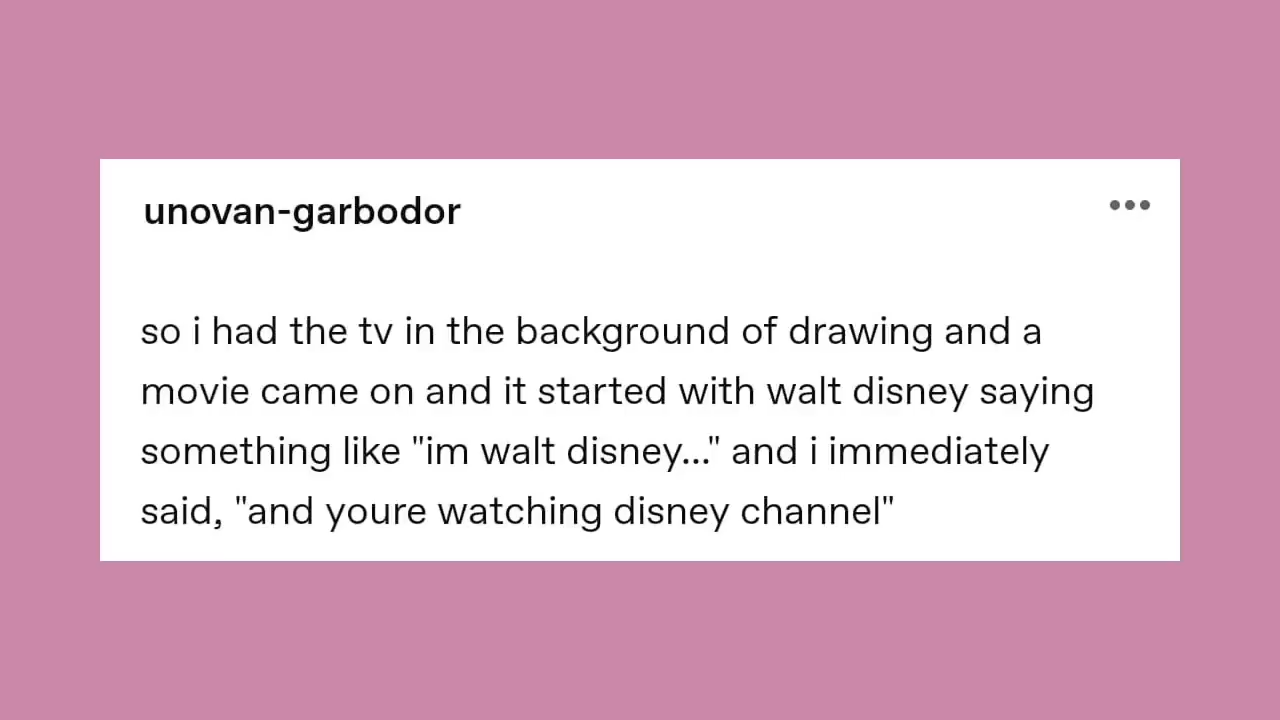 unovan-garbodor
so i had the tv in the background of drawing and a
movie came on and it started with walt disney saying
something like "im walt disney..." and i immediately
said, "and youre watching disney channel"